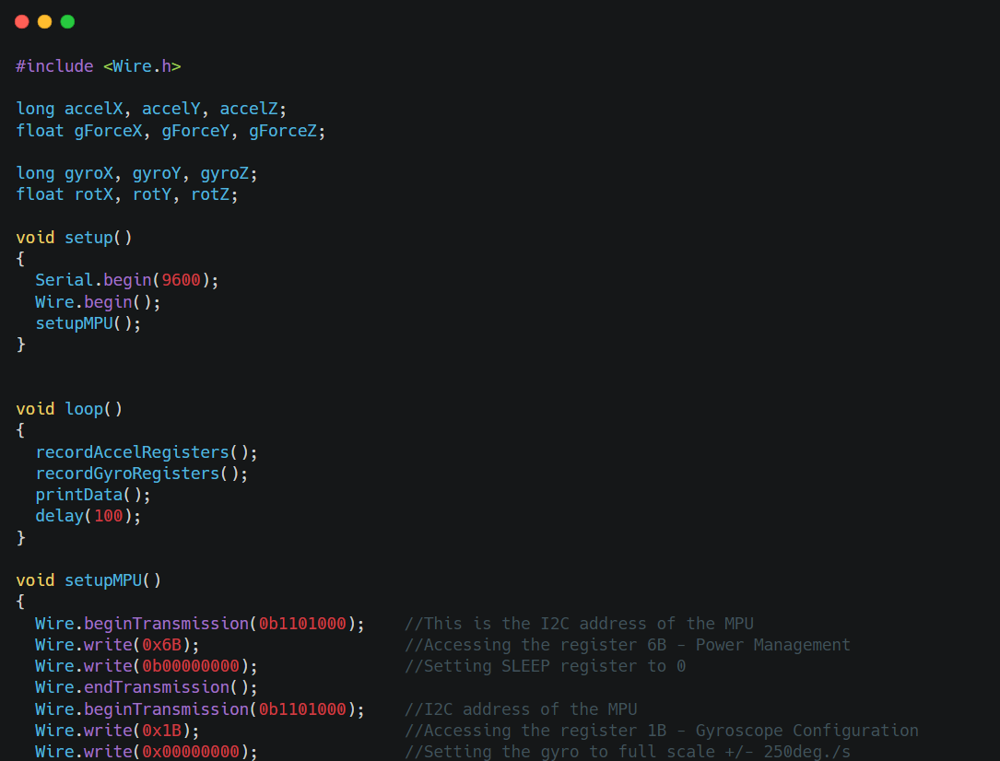 #include <Wire.h>

long accelX, accelY, accelZ;
float gForceX, gForceY, gForceZ;

long gyroX, gyroY, gyroZ;
float rotX, rotY, rotZ;

void setup()
{
  Serial.begin(9600);
  Wire.begin();
  setupMPU();
}


void loop()
{
  recordAccelRegisters();
  recordGyroRegisters();
  printData();
  delay(100);
}

void setupMPU()
{
  Wire.beginTransmission(0b1101000);    //This is the I2C address of the MPU
  Wire.write(0x6B);                     //Accessing the register 6B - Power Management
  Wire.write(0b00000000);               //Setting SLEEP register to 0
  Wire.endTransmission();
  Wire.beginTransmission(0b1101000);    //I2C address of the MPU
  Wire.write(0x1B);                     //Accessing the register 1B - Gyroscope Configuration
  Wire.write(0x00000000);               //Setting the gyro to full scale +/- 250deg./s